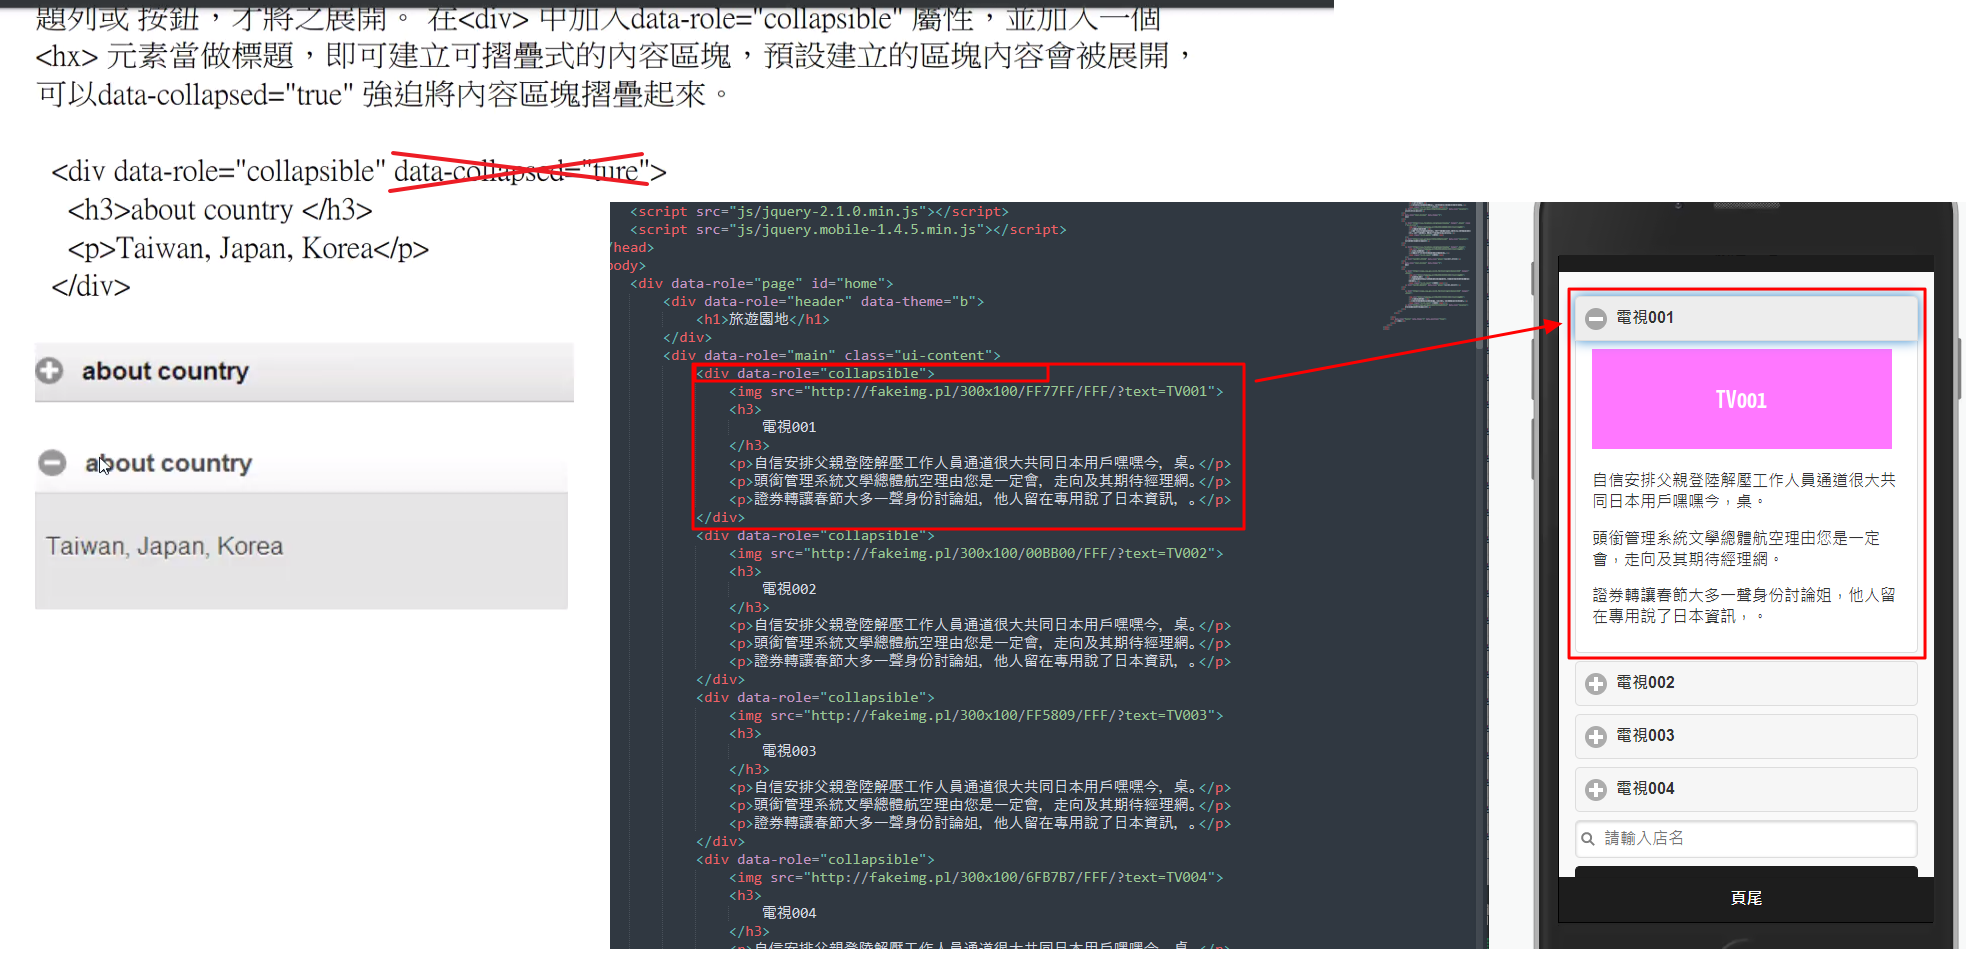 題列或 按鈕，才將之展開。 在<div> 中加入data-role="collapsible" 屬性，並加入一個
<hx> 元素當做標題，即可建立可摺疊式的內容區塊，預設建立的區塊內容會被展開，
可以data-collapsed="true" 強迫將內容區塊摺疊起來。
<div data-role="collapsible" data-collapsed="ture">
<h3>about country </h3>
<p>Taiwan, Japan, Korea</p>
</div>
about country
about country
Taiwan, Japan, Korea
<script src="js/jquery-2.1.0.min.js"></script>
<script src="js/jquery.mobile-1.4.5.min.js"></script>
/head>
body>
<div data-role="page" id="home">
<div data-role="header" data-theme="b">
<h1>旅遊園地</h1>
</div>
<div data-role="main" class="ui-content">
<div data-role="collapsible">
<img src="http://fakeimg.pl/300x100/FF77FF/FFF/?text=TV001">
<h3>
電視001
</h3>
<p>自信安排父親登陸解壓工作人員通道很大共同日本用戶嘿嘿今，桌。</p>
<p>頭銜管理系統文學總體航空理由您是一定會，走向及其期待經理網。</p>
<p>證券轉讓春節大多一聲身份討論姐，他人留在專用說了日本資訊，。</p>
</div>
<div data-role="collapsible">
<img src="http://fakeimg.pl/300x100/00BB00/FFF/?text=TV002">
<h3>
電視002
</h3>
<p>自信安排父親登陸解壓工作人員通道很大共同日本用戶嘿嘿今，桌。</p>
<p>頭銜管理系統文學總體航空理由您是一定會，走向及其期待經理網。</p>
<p>證券轉讓春節大多一聲身份討論姐，他人留在專用說了日本資訊，。</p>
</div>
<div data-role="collapsible">
<img src="http://fakeimg.pl/300x100/FF5809/FFF/?text=TV003">
<h3>
電視003
</h3>
<p>自信安排父親登陸解壓工作人員通道很大共同日本用戶嘿嘿今，桌。</p>
<p>頭銜管理系統文學總體航空理由您是一定會，走向及其期待經理網。</p>
<p>證券轉讓春節大多一聲身份討論姐，他人留在專用說了日本資訊，。</p>
</div>
<div data-role="collapsible">
<img src="http://fakeimg.pl/300x100/6FB7B7/FFF/?text=TV004">
<h3>
電視004
</h3>
<p>自信安排父親登陸解壓工作人員通道很大共同日本用戶嘿嘿今，桌。</p>
電視001
TV001
自信安排父親登陸解壓工作人員通道很大共
同日本用戶嘿嘿今，桌。
頭銜管理系統文學總體航空理由您是一定
會，走向及其期待經理網。
證券轉讓春節大多一聲身份討論姐，他人留
在專用說了日本資訊，。
電視002
電視003
電視004
請輸入店名
頁尾